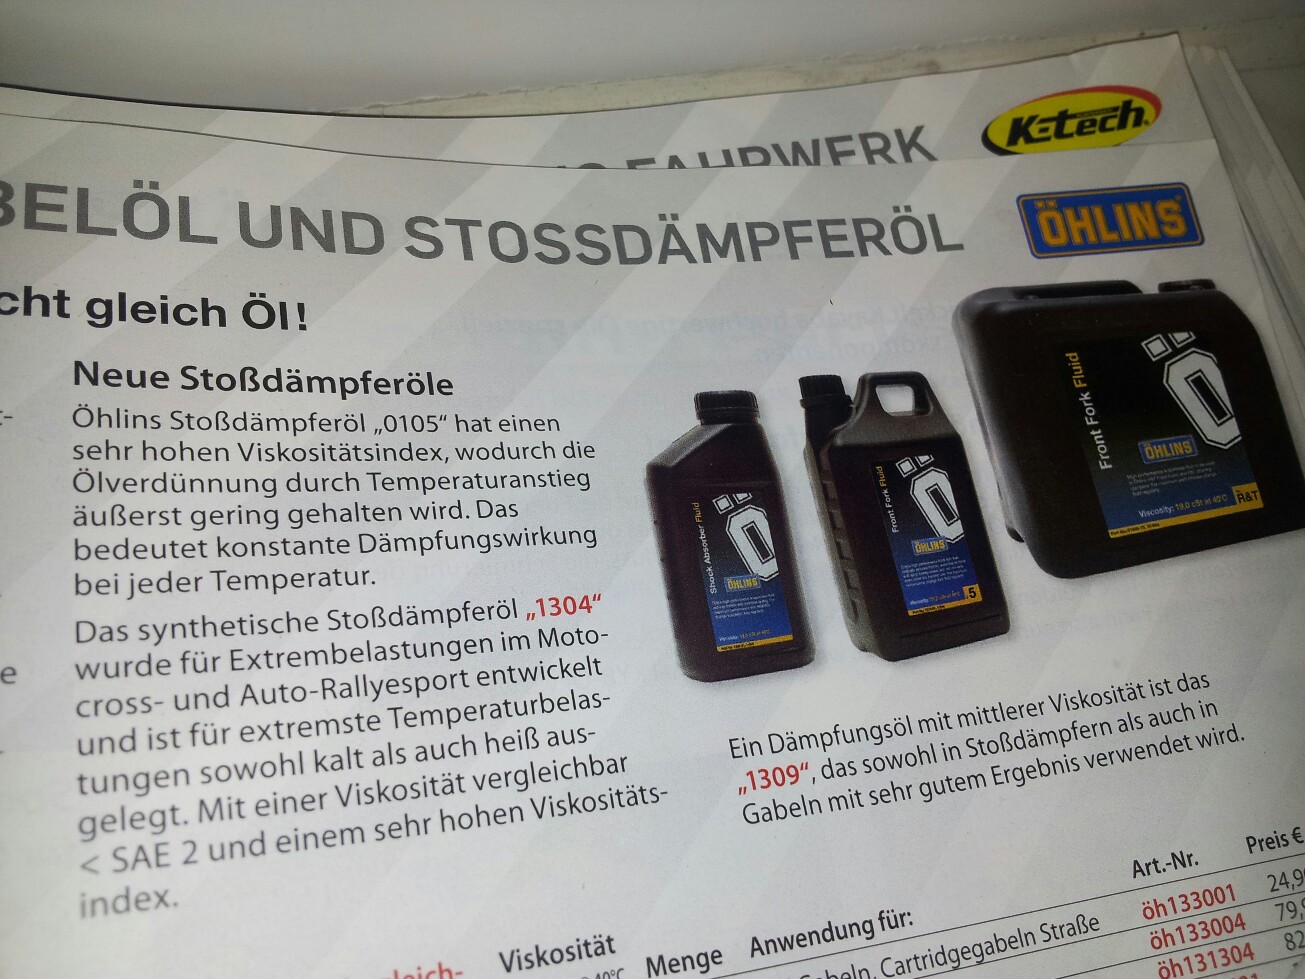 K-tech
FAHRWERK
BELÖL UND STOSSDÄMPFERÖL
ÖHLINS
cht gleich Öl!
Neue Stoßdämpferöle
Öhlins Stoßdämpferöl „0105“ hat einen
sehr hohen Viskositätsindex, wodurch die
Ölverdünnung durch Temperaturanstieg
äußerst gering gehalten wird. Das
bedeutet konstante Dämpfungswirkung
bei jeder Temperatur.
Das synthetische Stoßdämpferöl „1304“
wurde für Extrembelastungen im Moto-
cross- und Auto-Rallyesport entwickelt
und ist für extremste Temperaturbelas-
tungen sowohl kalt als auch heiß aus-
gelegt. Mit einer Viskosität vergleichbar
< SAE 2 und einem sehr hohen Viskositäts-
index.
Shock Absorber Fluid
Ö
ÖHLINS
Front Fork Fluid
Ö
ÖHLINS
5
Front Fork Fluid
Ö
ÖHLINS
Viscosity: 19,0 cSt at 40°C
R&T
Ein Dämpfungsöl mit mittlerer Viskosität ist das
„1309“, das sowohl in Stoßdämpfern als auch in
Gabeln mit sehr gutem Ergebnis verwendet wird.
Viskosität Menge Anwendung für: Art.-Nr. Preis €
Cartridgegabeln Straße öh133001 24,9
öh133004 79,
öh131304 82